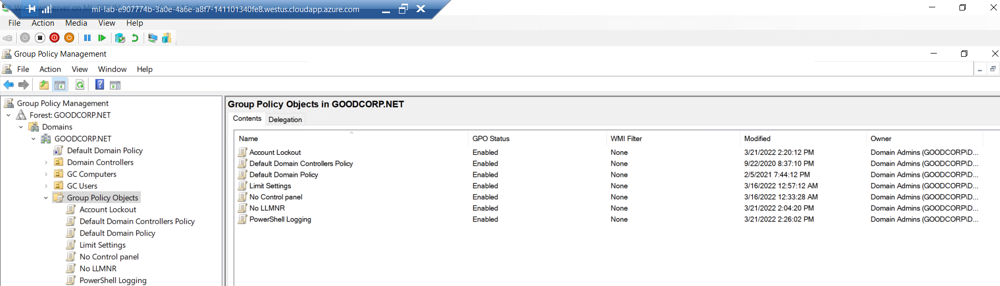 ml-lab-e907774b-3a0e-4a6e-a8f7-141101340fe8.westus.cloudapp.azure.com
File Action Media View Help
Group Policy Management
File Action View Window Help
Group Policy Management
Forest: GOODCORP.NET
Domains
GOODCORP.NET
Default Domain Policy
Domain Controllers
GC Computers
GC Users
Group Policy Objects
Account Lockout
Default Domain Controllers Policy
Default Domain Policy
Limit Settings
No Control panel
No LLMNR
PowerShell Logging
Group Policy Objects in GOODCORP.NET
Contents Delegation
Name GPO Status WMI Filter Modified Owner
Account Lockout Enabled None 3/21/2022 2:20:12 PM Domain Admins (GOODCORP\D...
Default Domain Controllers Policy Enabled None 9/22/2020 8:37:10 PM Domain Admins (GOODCORP\D...
Default Domain Policy Enabled None 2/5/2021 7:44:12 PM Domain Admins (GOODCORP\D...
Limit Settings Enabled None 3/16/2022 12:57:12 AM Domain Admins (GOODCORP\D...
No Control panel Enabled None 3/16/2022 12:33:28 AM Domain Admins (GOODCORP\D...
No LLMNR Enabled None 3/21/2022 2:04:20 PM Domain Admins (GOODCORP\D...
PowerShell Logging Enabled None 3/21/2022 2:26:02 PM Domain Admins (GOODCORP\D...